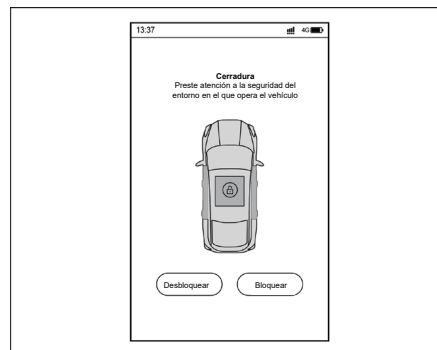 13:37 4G
Cerradura
Preste atención a la seguridad del
entorno en el que opera el vehículo
Desbloquear Bloquear